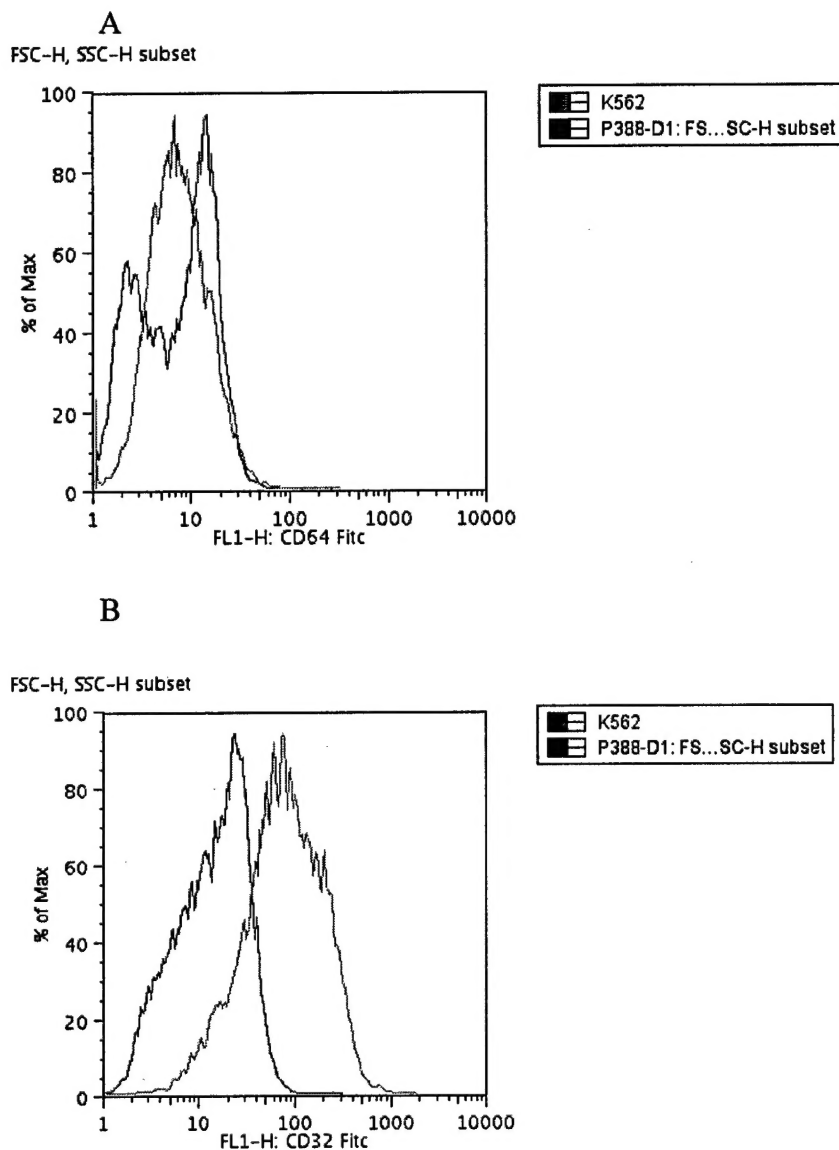 A
FSC-H, SSC-H subset
100
80
60
40
20
0
% of Max
1 10 100 1000 10000
FL1-H: CD64 Fitc
K562
P388-D1: FS...SC-H subset
B
FSC-H, SSC-H subset
100
80
60
40
20
0
% of Max
1 10 100 1000 10000
FL1-H: CD32 Fitc
K562
P388-D1: FS...SC-H subset